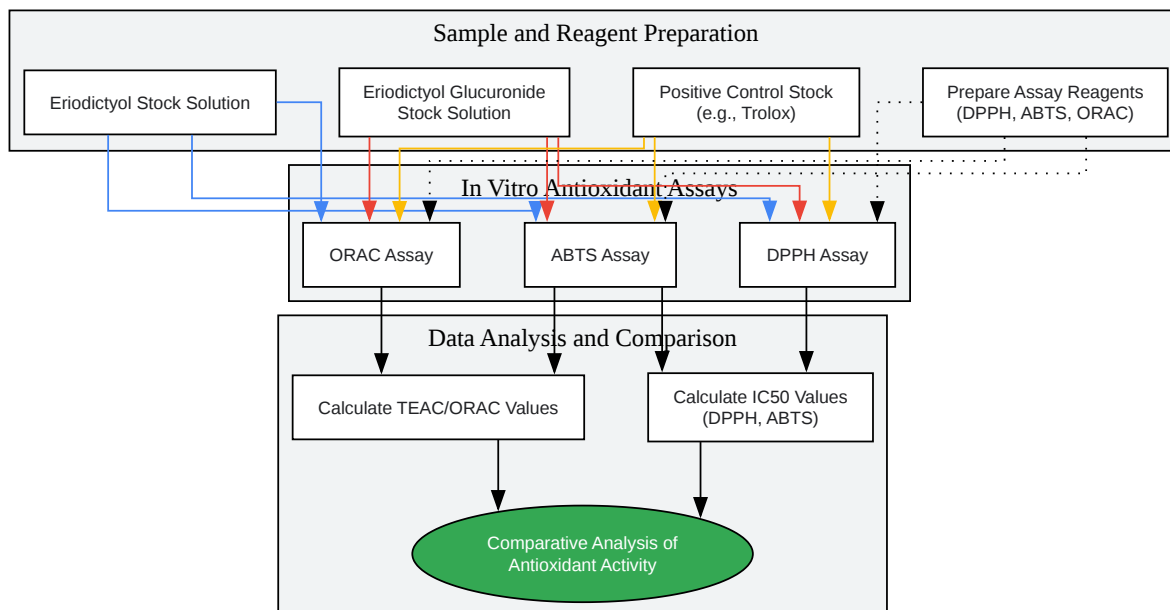 Sample and Reagent Preparation
Eriodictyol Stock Solution
Eriodictyol Glucuronide
Stock Solution
Positive Control Stock
(e.g., Trolox)
Prepare Assay Reagents
(DPPH, ABTS, ORAC)
In Vitro Antioxidant Assays
ORAC Assay
ABTS Assay
DPPH Assay
Data Analysis and Comparison
Calculate TEAC/ORAC Values
Calculate IC50 Values
(DPPH, ABTS)
Comparative Analysis of
Antioxidant Activity